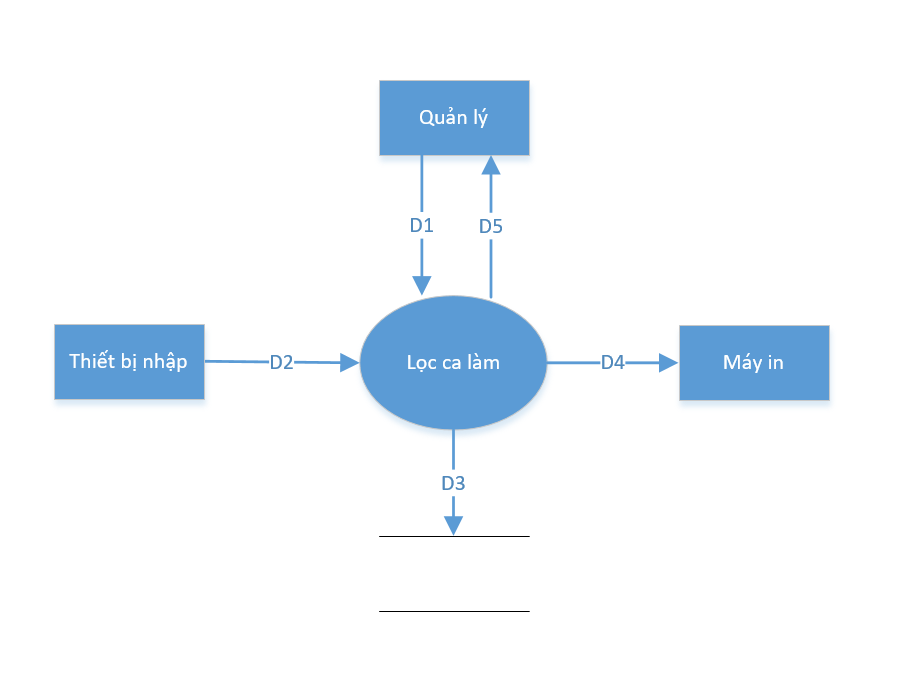 Quản lý
D1
D5
Thiết bị nhập
D2
Lọc ca làm
D4
Máy in
D3